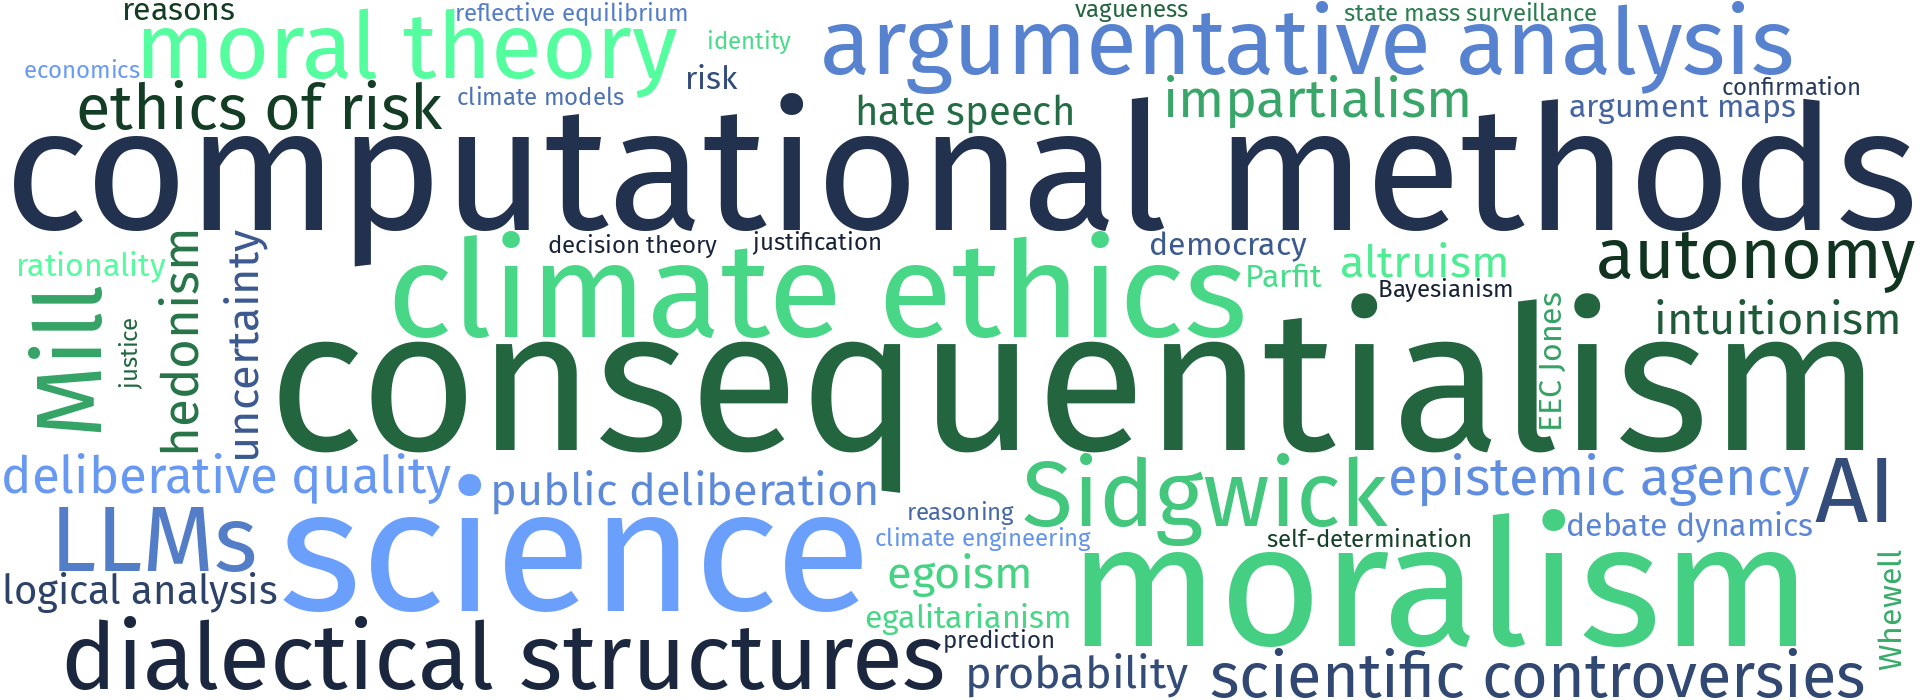 reasons
reflective equilibrium
vagueness
state mass surveillance
moral theory
identity
argumentative analysis
economics
risk
confirmation
ethics of risk
climate models
hate speech
impartialism
argument maps
computational methods
rationality
hedonism
uncertainty
decision theory
justification
climate ethics
democracy
Parfit
altruism
Bayesianism
autonomy
Mill
justice
consequentialism
EEC Jones
intuitionism
deliberative quality
public deliberation
Sidgwick
epistemic agency
AI
LLMs
science
reasoning
climate engineering
self-determination
debate dynamics
logical analysis
egoism
moralism
Whewell
egalitarianism
dialectical structures
prediction
probability
scientific controversies